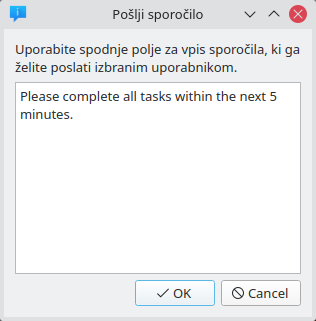 Pošlji sporočilo
Uporabite spodnje polje za vpis sporočila, ki ga
želite poslati izbranim uporabnikom.
Please complete all tasks within the next 5
minutes.
OK
Cancel